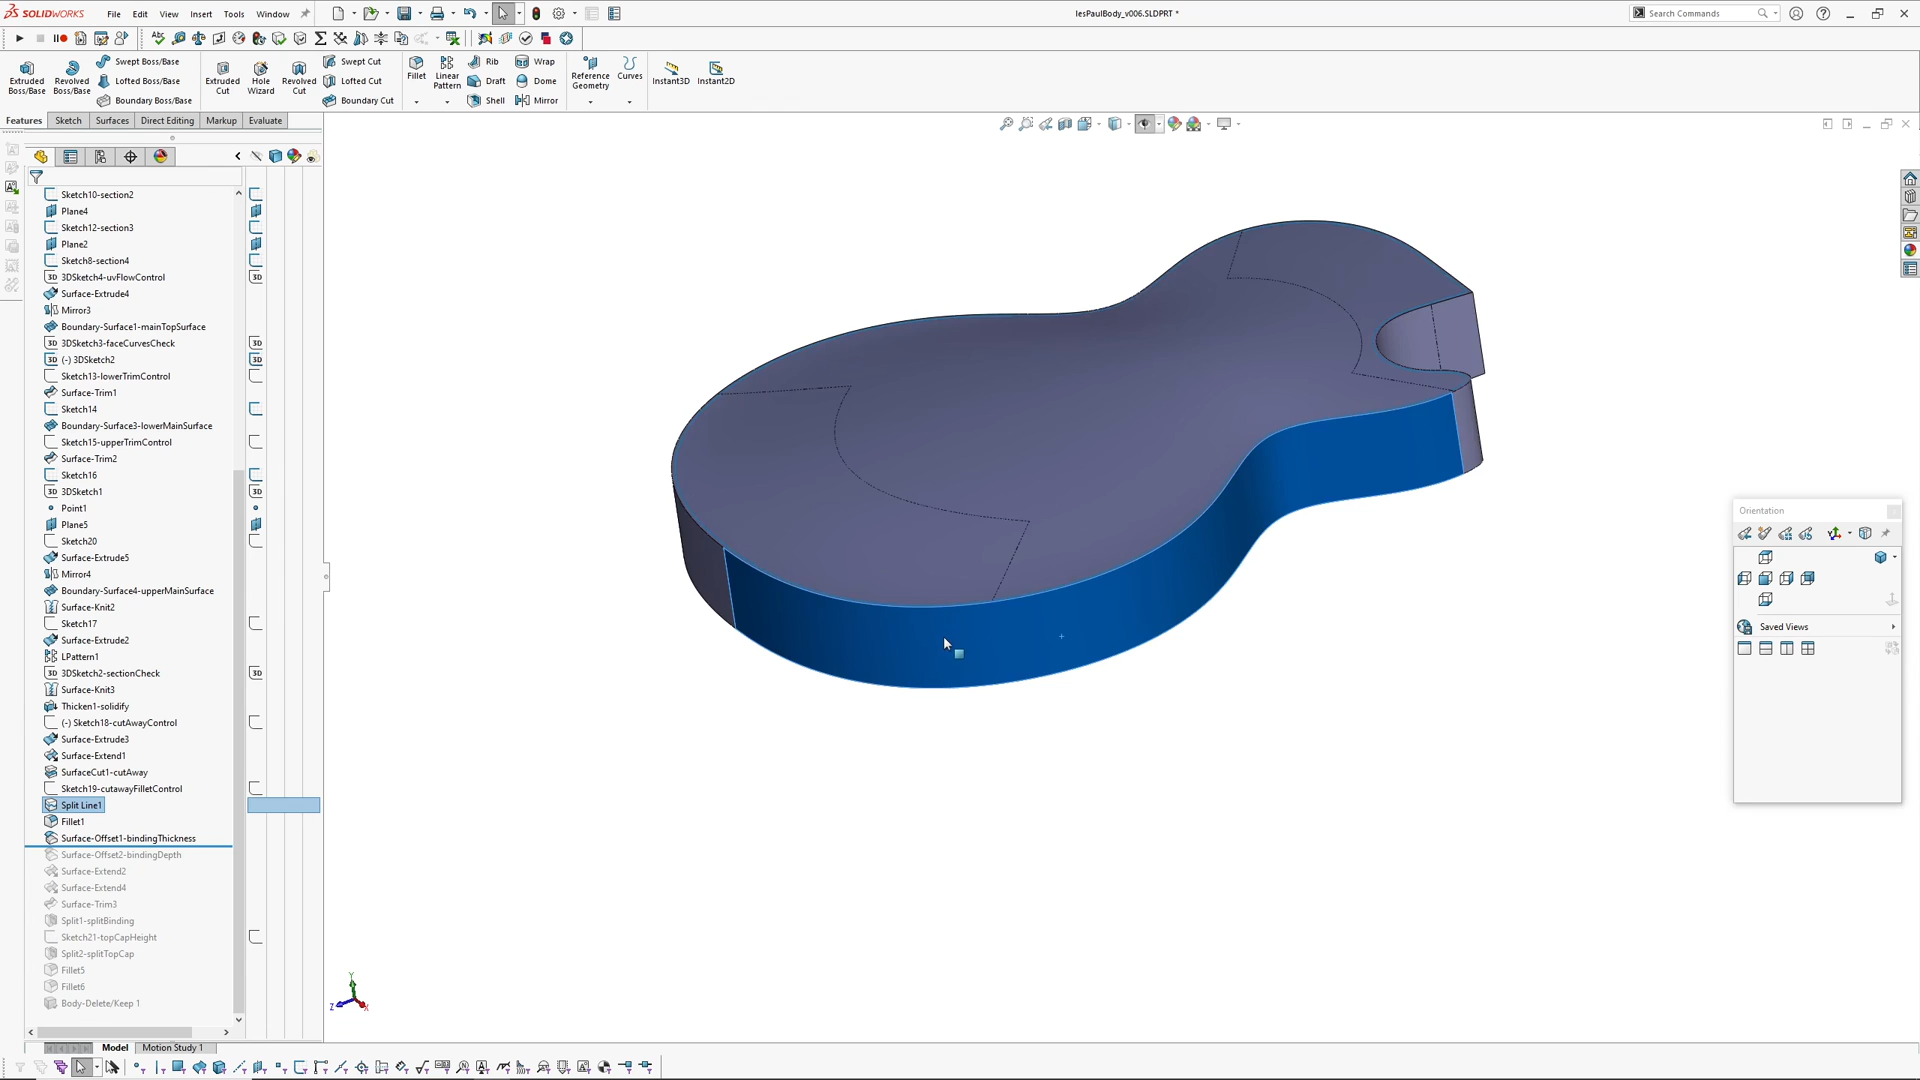 SOLIDWORKS File Edit View Insert Tools Window lesPaulBody_v006.SLDPRT * Search Commands
Extruded Boss/Base
Revolved Boss/Base
Swept Boss/Base
Lofted Boss/Base
Boundary Boss/Base
Extruded Cut
Hole Wizard
Revolved Cut
Swept Cut
Lofted Cut
Boundary Cut
Fillet
Linear Pattern
Rib
Draft
Shell
Wrap
Dome
Mirror
Reference Geometry
Curves
Instant3D
Instant2D
Features Sketch Surfaces Direct Editing Markup Evaluate
Sketch10-section2
Plane4
Sketch12-section3
Plane2
Sketch8-section4
3DSketch4-uvFlowControl
Surface-Extrude4
Mirror3
Boundary-Surface1-mainTopSurface
3DSketch3-faceCurvesCheck
(-) 3DSketch2
Sketch13-lowerTrimControl
Surface-Trim1
Sketch14
Boundary-Surface3-lowerMainSurface
Sketch15-upperTrimControl
Surface-Trim2
Sketch16
3DSketch1
Point1
Plane5
Sketch20
Surface-Extrude5
Mirror4
Boundary-Surface4-upperMainSurface
Surface-Knit2
Sketch17
Surface-Extrude2
LPattern1
3DSketch2-sectionCheck
Surface-Knit3
Thicken1-solidify
(-) Sketch18-cutAwayControl
Surface-Extrude3
Surface-Extend1
SurfaceCut1-cutAway
Sketch19-cutawayFilletControl
Split Line1
Fillet1
Surface-Offset1-bindingThickness
Surface-Offset2-bindingDepth
Surface-Extend2
Surface-Extend4
Surface-Trim3
Split1-splitBinding
Sketch21-topCapHeight
Split2-splitTopCap
Fillet5
Fillet6
Body-Delete/Keep 1
Orientation
Saved Views
Y
Z
X
Model Motion Study 1